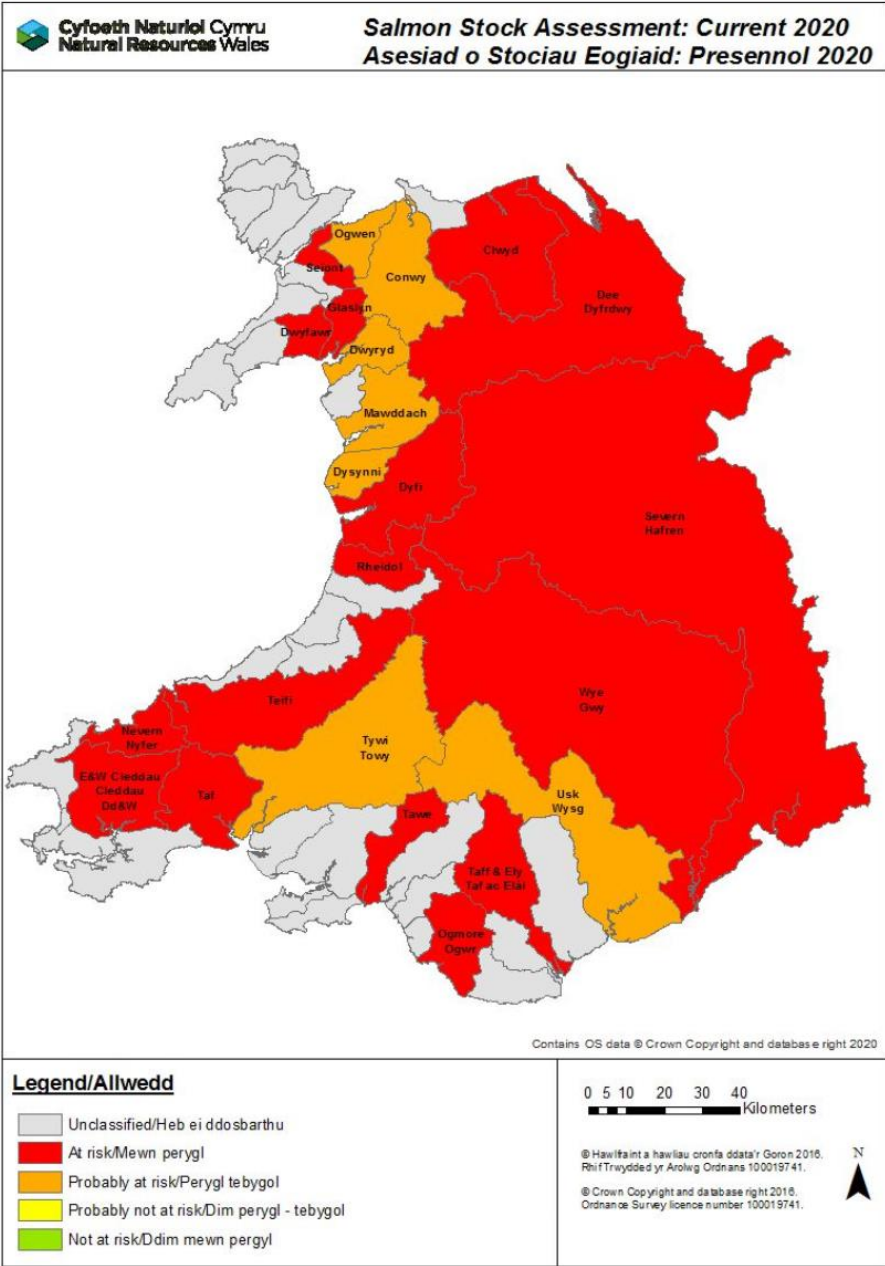 Cyfoeth Naturiol Cymru
Natural Resources Wales
Salmon Stock Assessment: Current 2020
Asesiad o Stociau Eogiaid: Presennol 2020
Ogwen
Conwy
Clwyd
Seiont
Dee
Dyfrdwy
Glaslyn
Dwyfawr
Dwyryd
Mawddach
Dysynni
Dyfi
Severn
Hafren
Rheidol
Teifi
Wye
Gwy
Nevern
Nyfer
Tywi
Towy
E&W Cleddau
Cleddau
Dd&W
Taf
Usk
Wysg
Tawe
Taff & Ely
Taf ac Elai
Ogmore
Ogwr
Contains OS data © Crown Copyright and database right 2020
Legend/Allwedd
Unclassified/Heb ei ddosbarthu
At risk/Mewn perygl
Probably at risk/Perygl tebygol
Probably not at risk/Dim perygl - tebygol
Not at risk/Ddim mewn pergyl
0 5 10 20 30 40
Kilometers
© Hawlfraint a hawliau cronfa ddata'r Goron 2016.
Rhif Trwydded yr Arolwg Ordnans 100019741.
© Crown Copyright and database right 2016.
Ordnance Survey licence number 100019741.
N